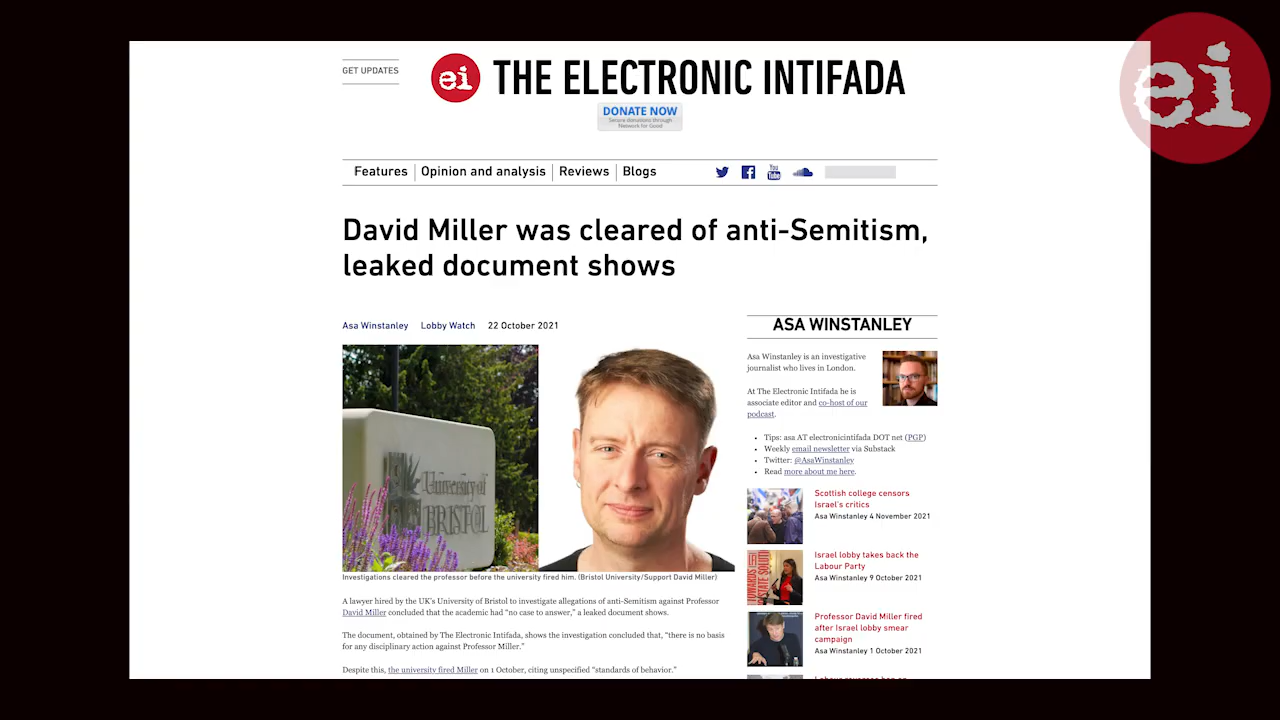 ei
GET UPDATES
ei THE ELECTRONIC INTIFADA
DONATE NOW
Secure donations through
Network for Good
Features
Opinion and analysis
Reviews
Blogs
You
Tube
David Miller was cleared of anti-Semitism,
leaked document shows
Asa Winstanley Lobby Watch 22 October 2021
University of
BRISTOL
Investigations cleared the professor before the university fired him. (Bristol University/Support David Miller)
A lawyer hired by the UK's University of Bristol to investigate allegations of anti-Semitism against Professor
David Miller concluded that the academic had “no case to answer,” a leaked document shows.
The document, obtained by The Electronic Intifada, shows the investigation concluded that, “there is no basis
for any disciplinary action against Professor Miller.”
Despite this, the university fired Miller on 1 October, citing unspecified “standards of behavior.”
ASA WINSTANLEY
Asa Winstanley is an investigative
journalist who lives in London.
At The Electronic Intifada he is
associate editor and co-host of our
podcast.
• Tips: asa AT electronicintifada DOT net (PGP)
• Weekly email newsletter via Substack
• Twitter: @AsaWinstanley
• Read more about me here.
Scottish college censors
Israel's critics
Asa Winstanley 4 November 2021
Israel lobby takes back the
Labour Party
Asa Winstanley 9 October 2021
Professor David Miller fired
after Israel lobby smear
campaign
Asa Winstanley 1 October 2021